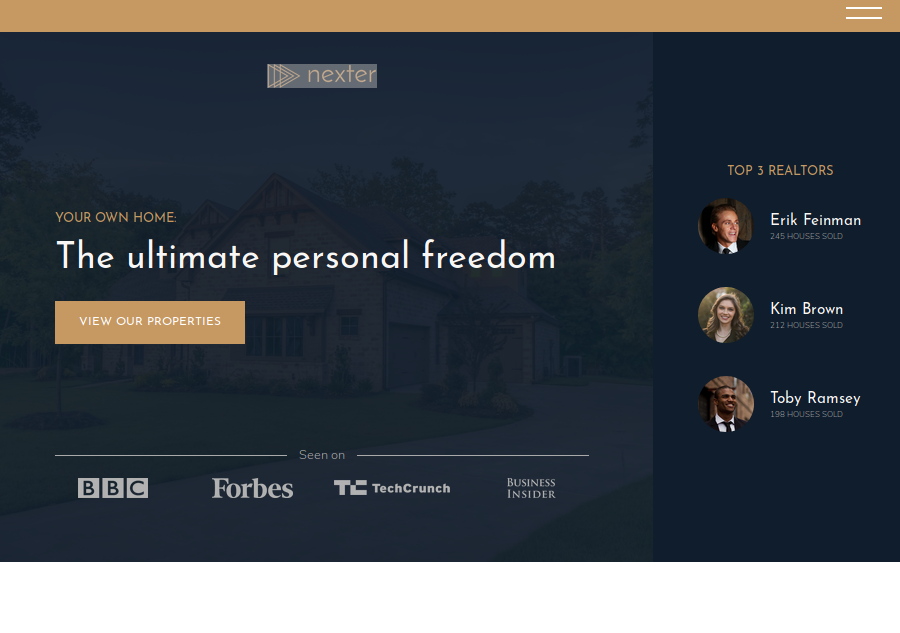 nexter
YOUR OWN HOME:
The ultimate personal freedom
VIEW OUR PROPERTIES
Seen on
BBC
Forbes
TechCrunch
BUSINESS
INSIDER
TOP 3 REALTORS
Erik Feinman
245 HOUSES SOLD
Kim Brown
212 HOUSES SOLD
Toby Ramsey
198 HOUSES SOLD